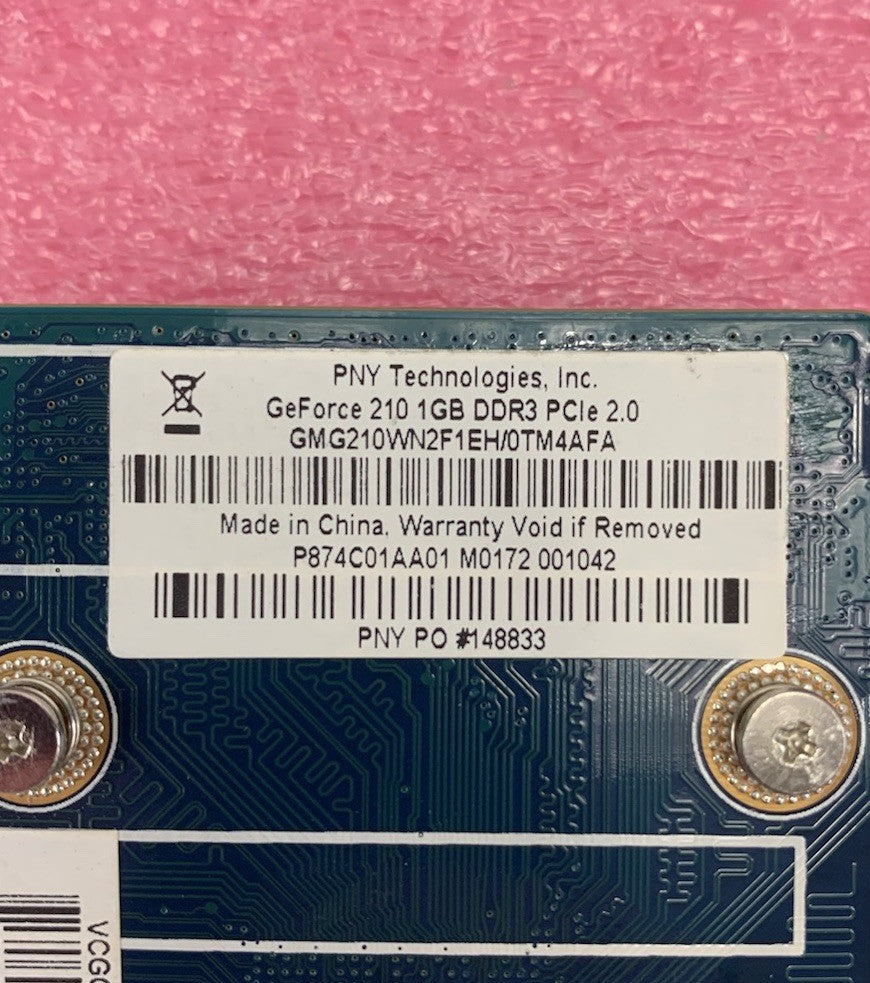 PNY Technologies, Inc.
GeForce 210 1GB DDR3 PCIe 2.0
GMG210WN2F1EH/0TM4AFA
Made in China, Warranty Void if Removed
P874C01AA01 M0172 001042
PNY PO #148833